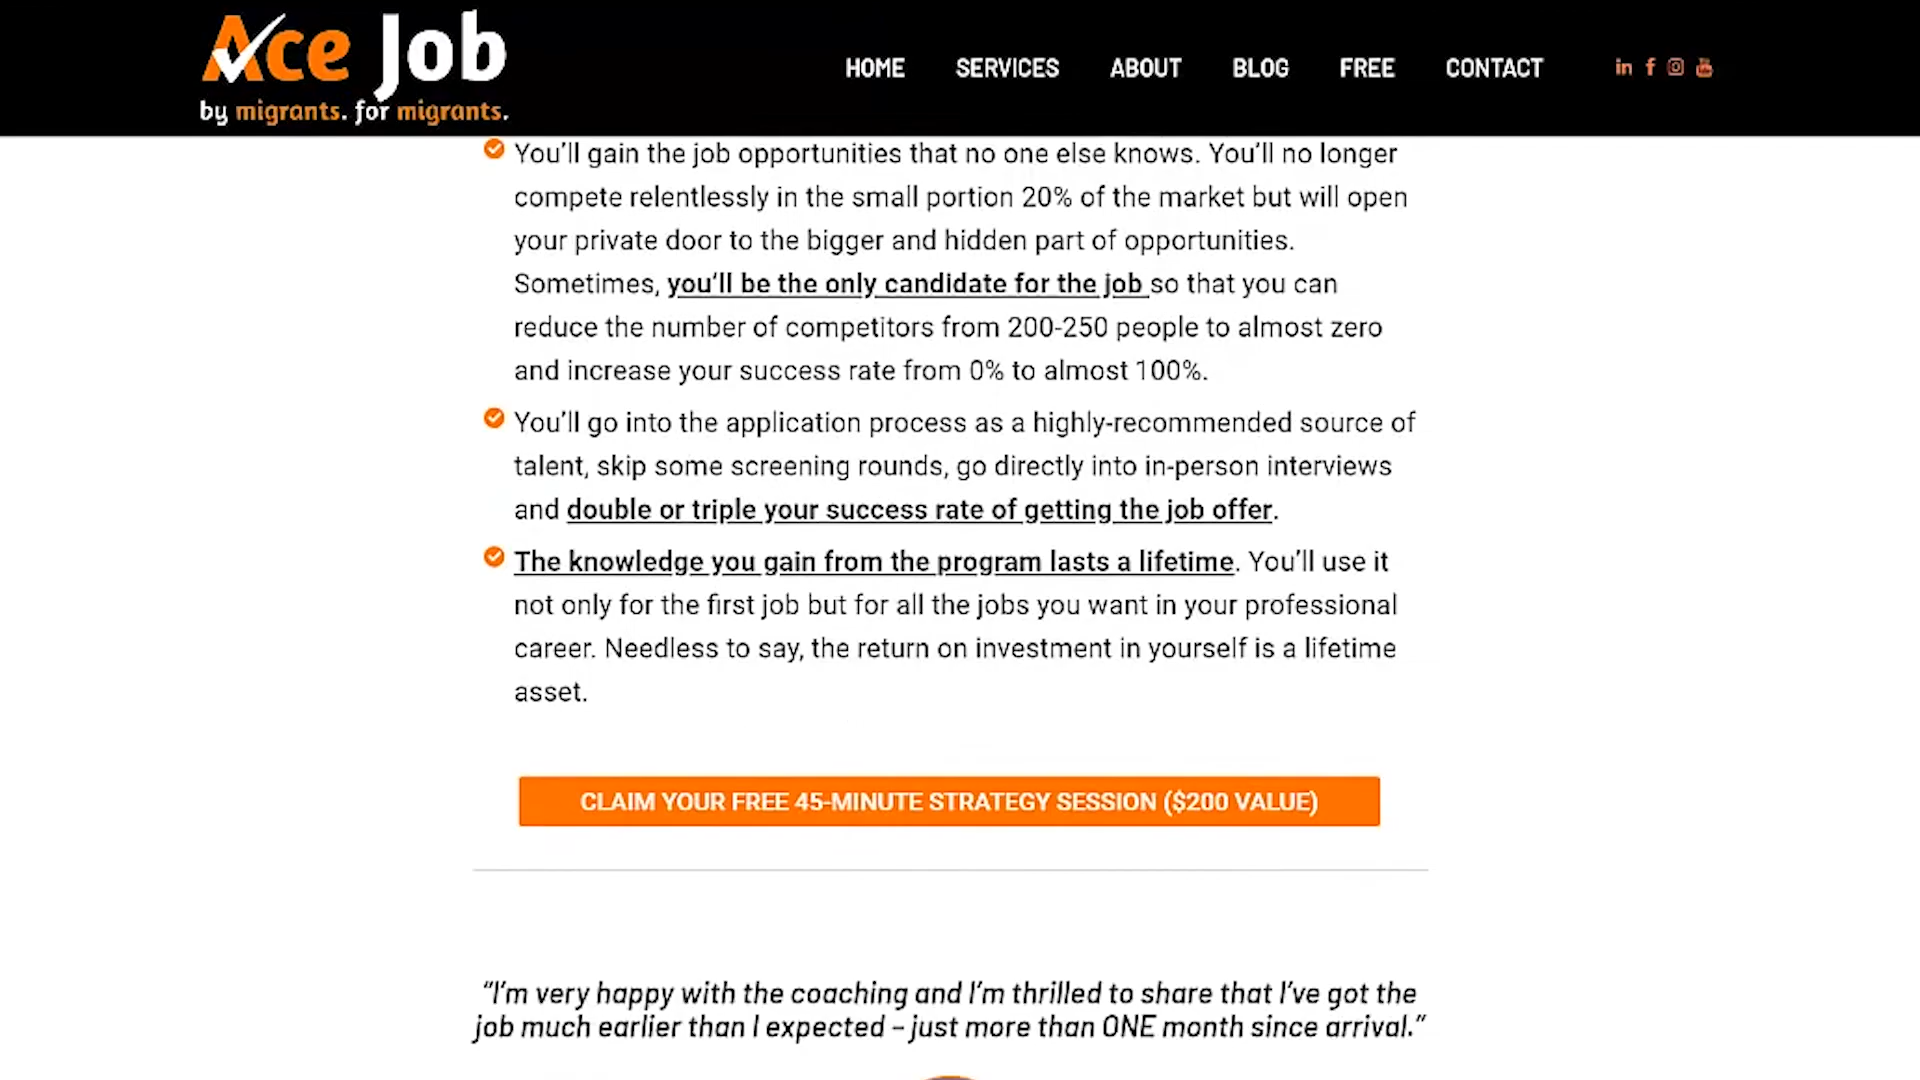 Ace Job
by migrants. for migrants.
HOME SERVICES ABOUT BLOG FREE CONTACT
You'll gain the job opportunities that no one else knows. You'll no longer
compete relentlessly in the small portion 20% of the market but will open
your private door to the bigger and hidden part of opportunities.
Sometimes, you'll be the only candidate for the job so that you can
reduce the number of competitors from 200-250 people to almost zero
and increase your success rate from 0% to almost 100%.
You'll go into the application process as a highly-recommended source of
talent, skip some screening rounds, go directly into in-person interviews
and double or triple your success rate of getting the job offer.
The knowledge you gain from the program lasts a lifetime. You'll use it
not only for the first job but for all the jobs you want in your professional
career. Needless to say, the return on investment in yourself is a lifetime
asset.
CLAIM YOUR FREE 45-MINUTE STRATEGY SESSION ($200 VALUE)
"I'm very happy with the coaching and I'm thrilled to share that I've got the
job much earlier than I expected – just more than ONE month since arrival."